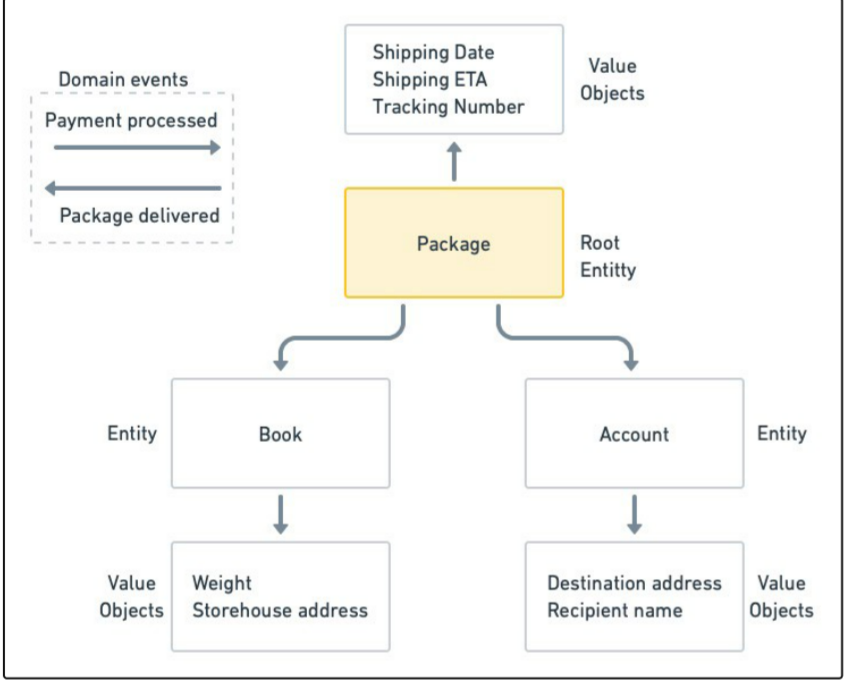 Shipping Date
Shipping ETA
Tracking Number
Value
Objects
Domain events
Payment processed
Package delivered
Package
Root
Entitty
Entity
Book
Account
Entity
Value
Objects
Weight
Storehouse address
Destination address
Recipient name
Value
Objects